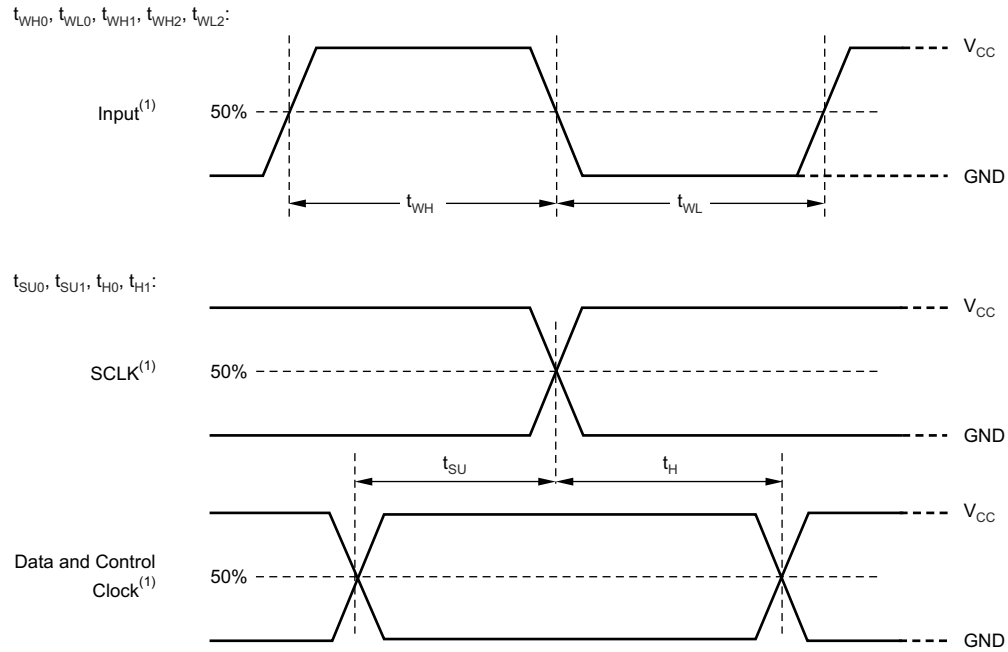 tWH0, tWL0, tWH1, tWH2, tWL2:
VCC
Input(1)
50%
GND
tWH
tWL
tSU0, tSU1, tH0, tH1:
VCC
SCLK(1)
50%
GND
tSU
tH
VCC
Data and Control
Clock(1)
50%
GND